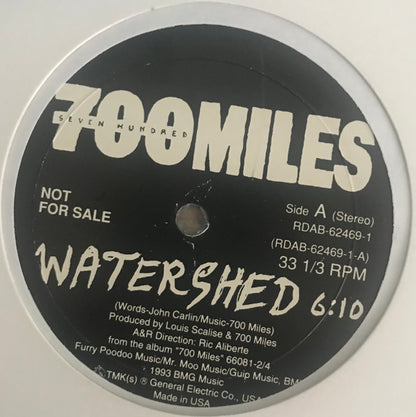 700 MILES
SEVEN HUNDRED
NOT
FOR SALE
Side A (Stereo)
RDAB-62469-1
(RDAB-62469-1-A)
33 1/3 RPM
WATERSHED 6:10
(Words-John Carlin/Music-700 Miles)
Produced by Louis Scalise & 700 Miles
A&R Direction: Ric Aliberte
from the album "700 Miles" 66081-2/4
Furry Poodoo Music/Mr. Moo Music/Guip Music, BM
1993 BMG Music
TMK(s) ® General Electric Co., USA
Made in USA